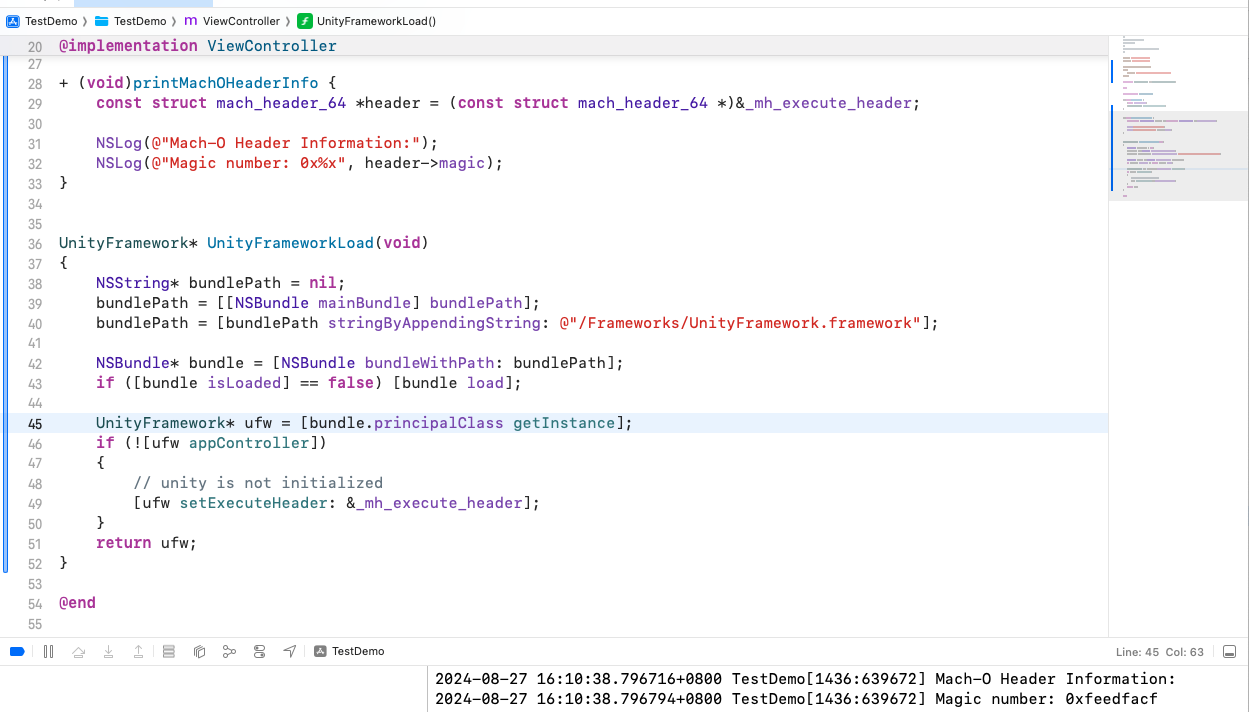 TestDemo 〉 TestDemo 〉 m ViewController 〉 f UnityFrameworkLoad()
20 @implementation ViewController
27
28 + (void)printMachOHeaderInfo {
29 const struct mach_header_64 *header = (const struct mach_header_64 *)&_mh_execute_header;
30
31 NSLog(@"Mach-O Header Information:");
32 NSLog(@"Magic number: 0x%x", header->magic);
33 }
34
35
36 UnityFramework* UnityFrameworkLoad(void)
37 {
38 NSString* bundlePath = nil;
39 bundlePath = [[NSBundle mainBundle] bundlePath];
40 bundlePath = [bundlePath stringByAppendingString: @"/Frameworks/UnityFramework.framework"];
41
42 NSBundle* bundle = [NSBundle bundleWithPath: bundlePath];
43 if ([bundle isLoaded] == false) [bundle load];
44
45 UnityFramework* ufw = [bundle.principalClass getInstance];
46 if (![ufw appController])
47 {
48 // unity is not initialized
49 [ufw setExecuteHeader: &_mh_execute_header];
50 }
51 return ufw;
52 }
53
54 @end
55
TestDemo
Line: 45 Col: 63
2024-08-27 16:10:38.796716+0800 TestDemo[1436:639672] Mach-O Header Information:
2024-08-27 16:10:38.796794+0800 TestDemo[1436:639672] Magic number: 0xfeedfacf